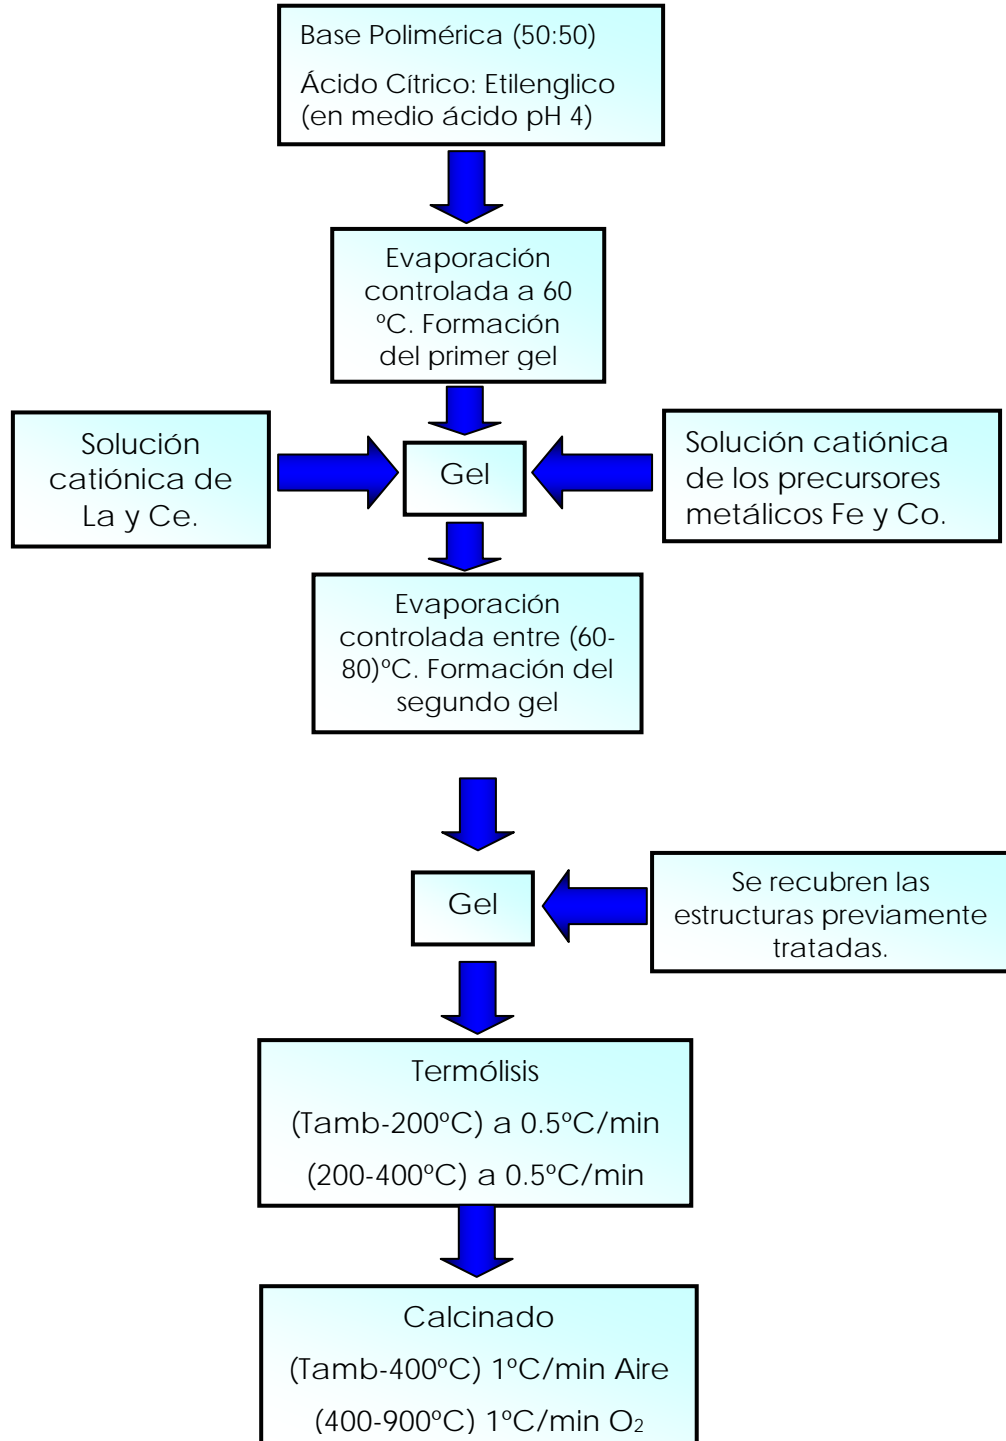 Base Polimérica (50:50)
Ácido Cítrico: Etilenglico
(en medio ácido pH 4)
Evaporación
controlada a 60
ºC. Formación
del primer gel
Solución
catiónica de
La y Ce.
Gel
Solución catiónica
de los precursores
metálicos Fe y Co.
Evaporación
controlada entre (60-
80)ºC. Formación del
segundo gel
Gel
Se recubren las
estructuras previamente
tratadas.
Termólisis
(Tamb-200ºC) a 0.5ºC/min
(200-400ºC) a 0.5ºC/min
Calcinado
(Tamb-400ºC) 1ºC/min Aire
(400-900ºC) 1ºC/min O₂